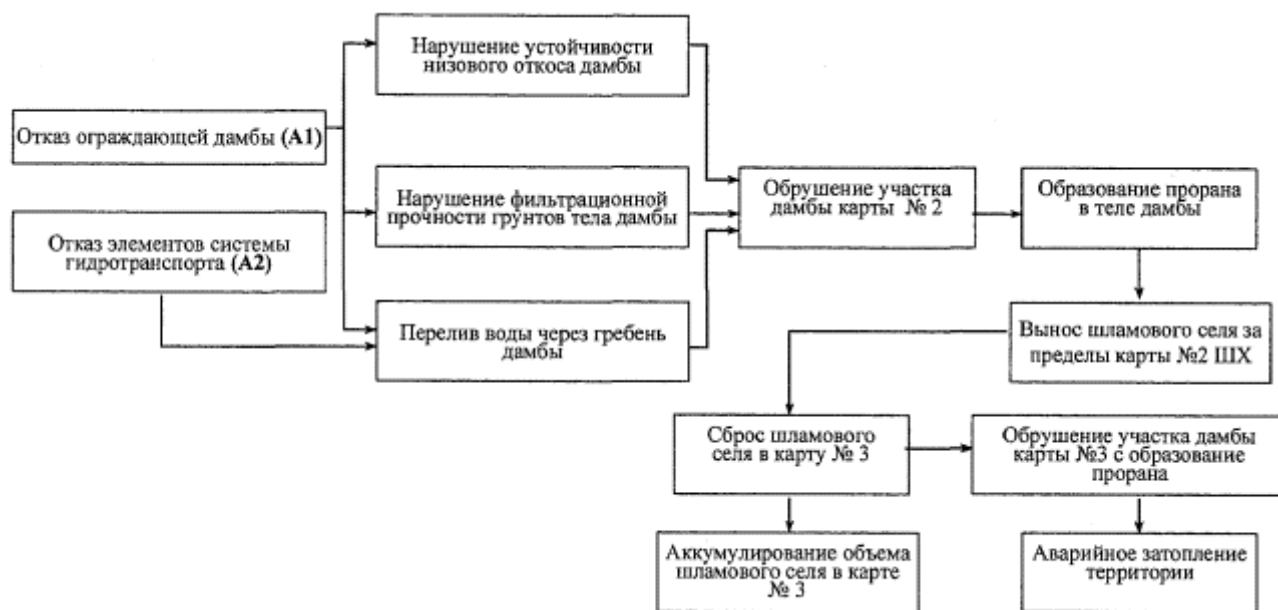 Нарушение устойчивости
низового откоса дамбы
Отказ ограждающей дамбы (А1)
Нарушение фильтрационной
прочности грунтов тела дамбы
Обрушение участка
дамбы карты № 2
Образование прорана
в теле дамбы
Отказ элементов системы
гидротранспорта (А2)
Перелив воды через гребень
дамбы
Вынос шламового селя за
пределы карты №2 ШХ
Сброс шламового
селя в карту № 3
Обрушение участка дамбы
карты №3 с образование
прорана
Аккумулирование объема
шламового селя в карте
№ 3
Аварийное затопление
территории